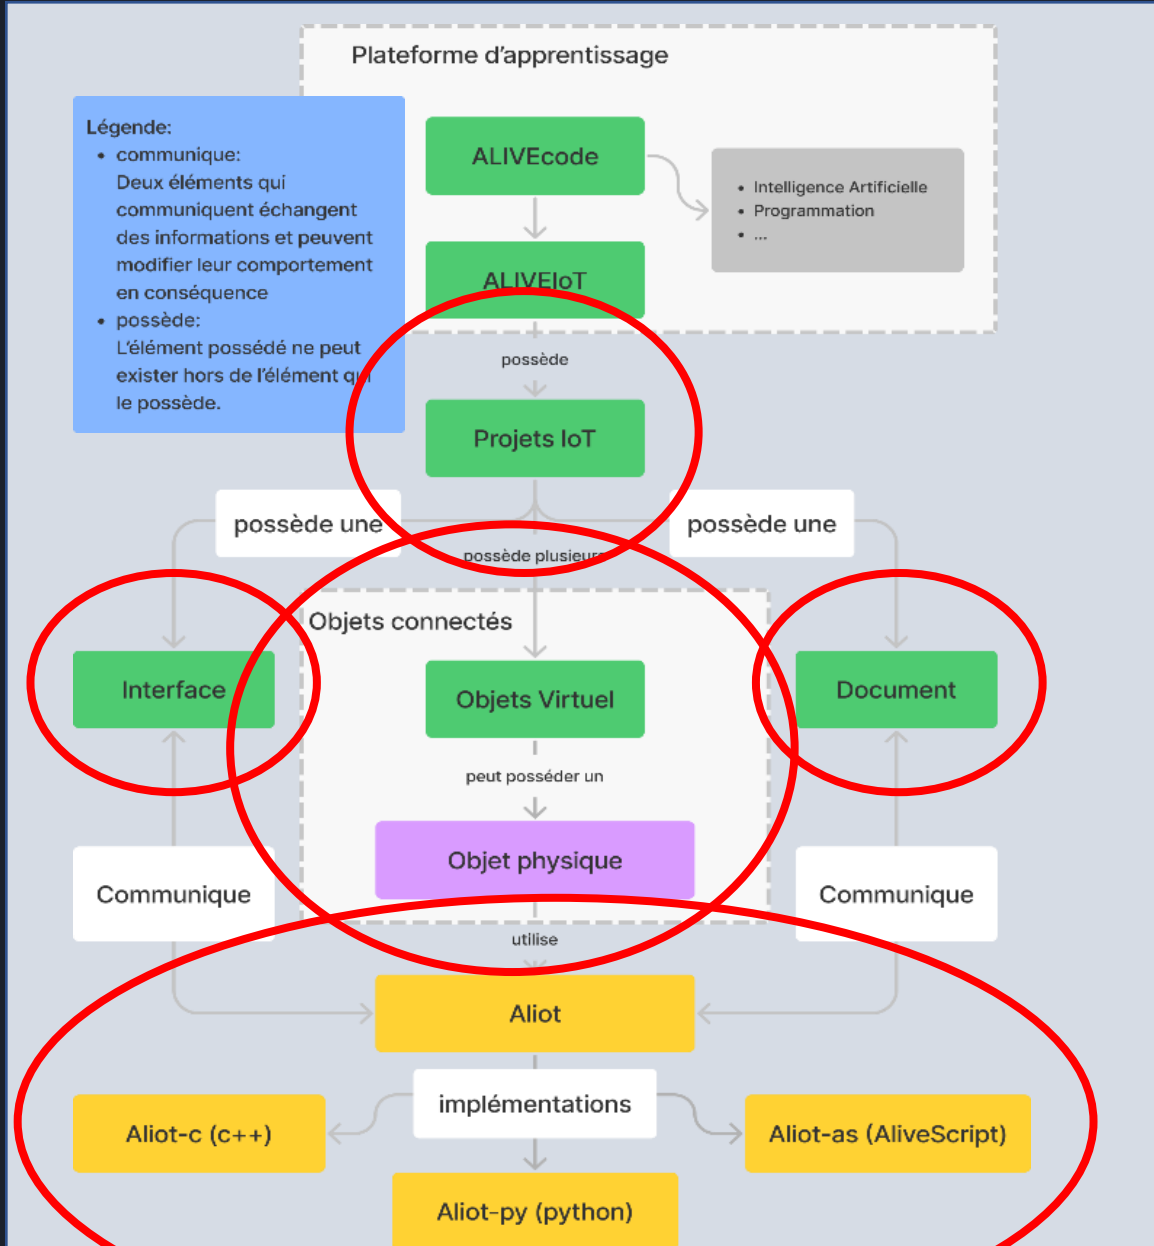 Plateforme d'apprentissage
Légende:
• communique:
Deux éléments qui
communiquent échangent
des informations et peuvent
modifier leur comportement
en conséquence
• possède:
L'élément possédé ne peut
exister hors de l'élément qui
le possède.
ALIVEcode
• Intelligence Artificielle
• Programmation
• ...
ALIVEIoT
possède
Projets IoT
possède une
possède plusieurs
possède une
Objets connectés
Interface
Objets Virtuel
Document
peut posséder un
Objet physique
Communique
Communique
utilise
Aliot
implémentations
Aliot-c (c++)
Aliot-as (AliveScript)
Aliot-py (python)